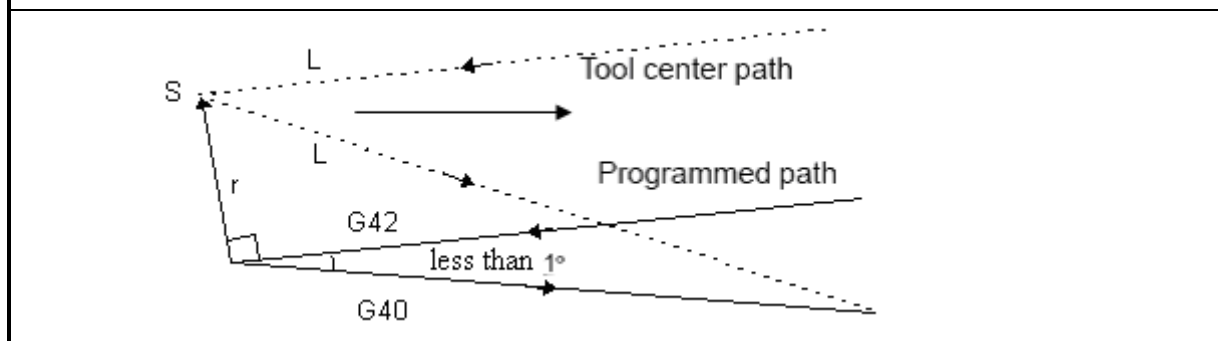 L
Tool center path
S
L
Programmed path
r
G42
less than 1°
G40